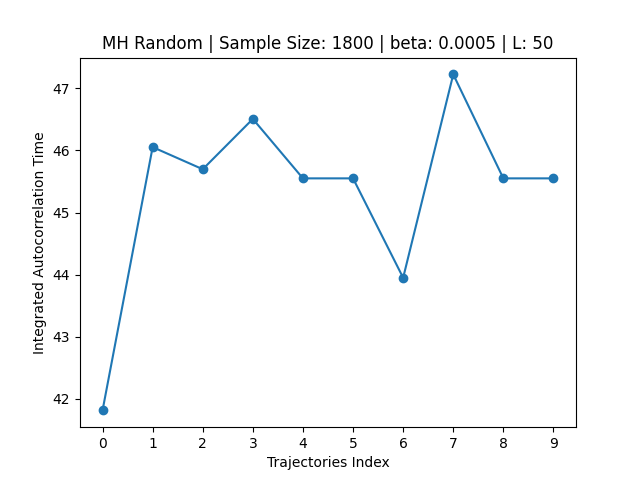 MH Random | Sample Size: 1800 | beta: 0.0005 | L: 50
Integrated Autocorrelation Time
47
46
45
44
43
42
0 1 2 3 4 5 6 7 8 9
Trajectories Index